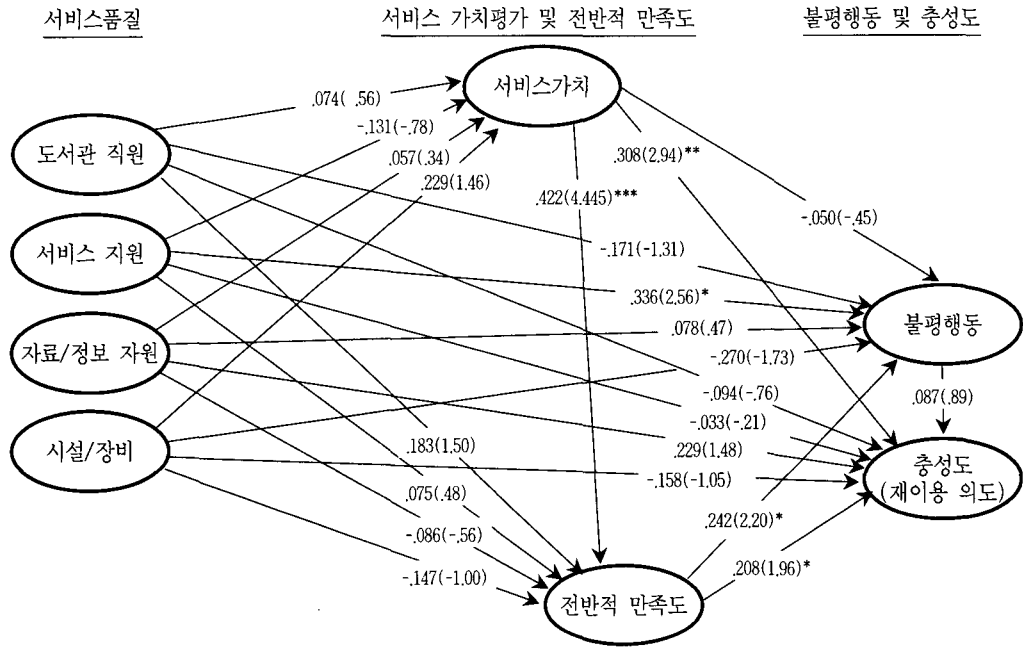 서비스품질
서비스 가치평가 및 전반적 만족도
불평행동 및 충성도
서비스가치
도서관 직원
서비스 지원
자료/정보 자원
시설/장비
불평행동
충성도
(재이용 의도)
전반적 만족도
.074( .56)
-.131(-.78)
.057(.34)
.229(1.46)
.308(2.94)**
.422(4.445)***
-.050(-.45)
-.171(-1.31)
.336(2.56)*
.078(.47)
-.270(-1.73)
.087(.89)
-.094(-.76)
-.033(-.21)
.229(1.48)
-.158(-1.05)
.183(1.50)
.075(.48)
-.086(-.56)
-.147(-1.00)
.242(2.20)*
.208(1.96)*